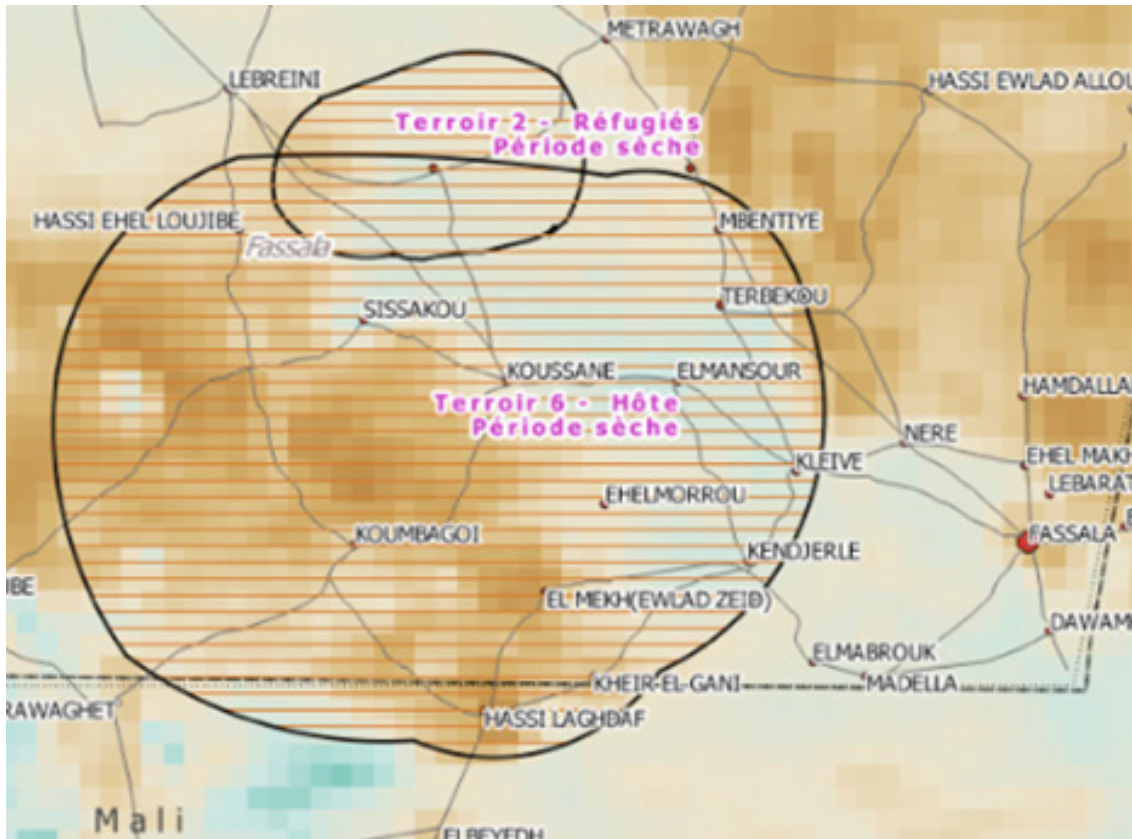 METRAWAGH
LEBREINI
HASSI EWLAD ALLOU
Terroir 2 - Réfugiés
Période sèche
HASSI EHEL LOUJIBE
MBENTIYE
Fassala
TERBEKOU
SISSAKOU
KOUSSANE
ELMANSOUR
HAMDALLA
Terroir 6 - Hôte
Période sèche
NERE
KLEIVE
EHEL MAKH
LEBARAT
EHELMORROU
KOUMBAGOI
FASSALA
E
KENDJERLE
IBE
EL MEKH(EWLAD ZEID)
DAWAM
ELMABROUK
KHEIR-EL-GANI
MADELLA
RAWAGHET
HASSI LAGHDAF
Mali
ELBEYEDH